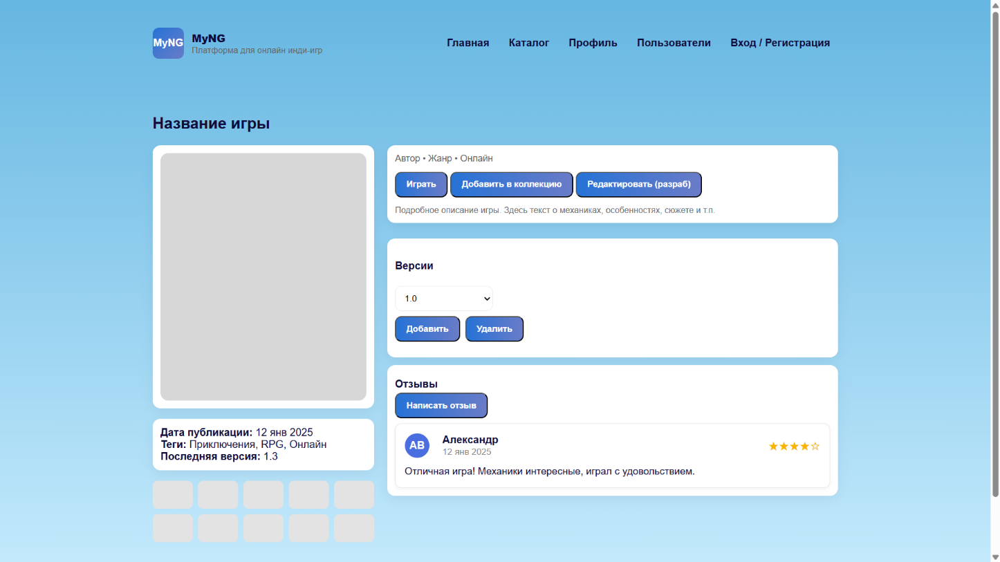 MyNG
MyNG
Платформа для онлайн инди-игр
Главная Каталог Профиль Пользователи Вход / Регистрация
Название игры
Автор • Жанр • Онлайн
Играть Добавить в коллекцию Редактировать (разраб)
Подробное описание игры. Здесь текст о механиках, особенностях, сюжете и т.п.
Версии
1.0
Добавить Удалить
Отзывы
Написать отзыв
АВ
Александр
12 янв 2025
★★★★☆
Отличная игра! Механики интересные, играл с удовольствием.
Дата публикации: 12 янв 2025
Теги: Приключения, RPG, Онлайн
Последняя версия: 1.3